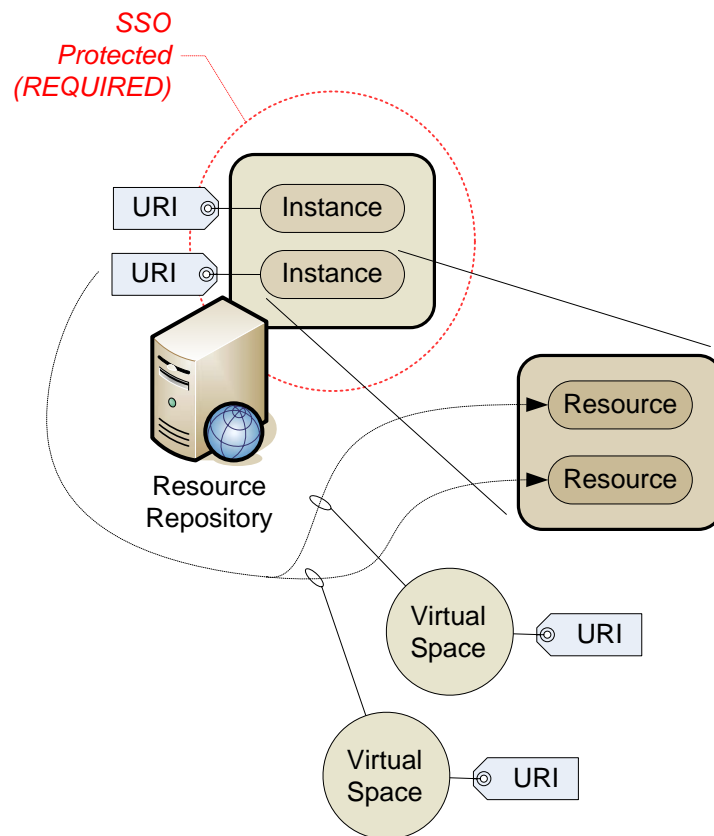 SSO
Protected
(REQUIRED)
URI
Instance
URI
Instance
Resource
Resource
Resource
Repository
Virtual
Space
URI
Virtual
Space
URI